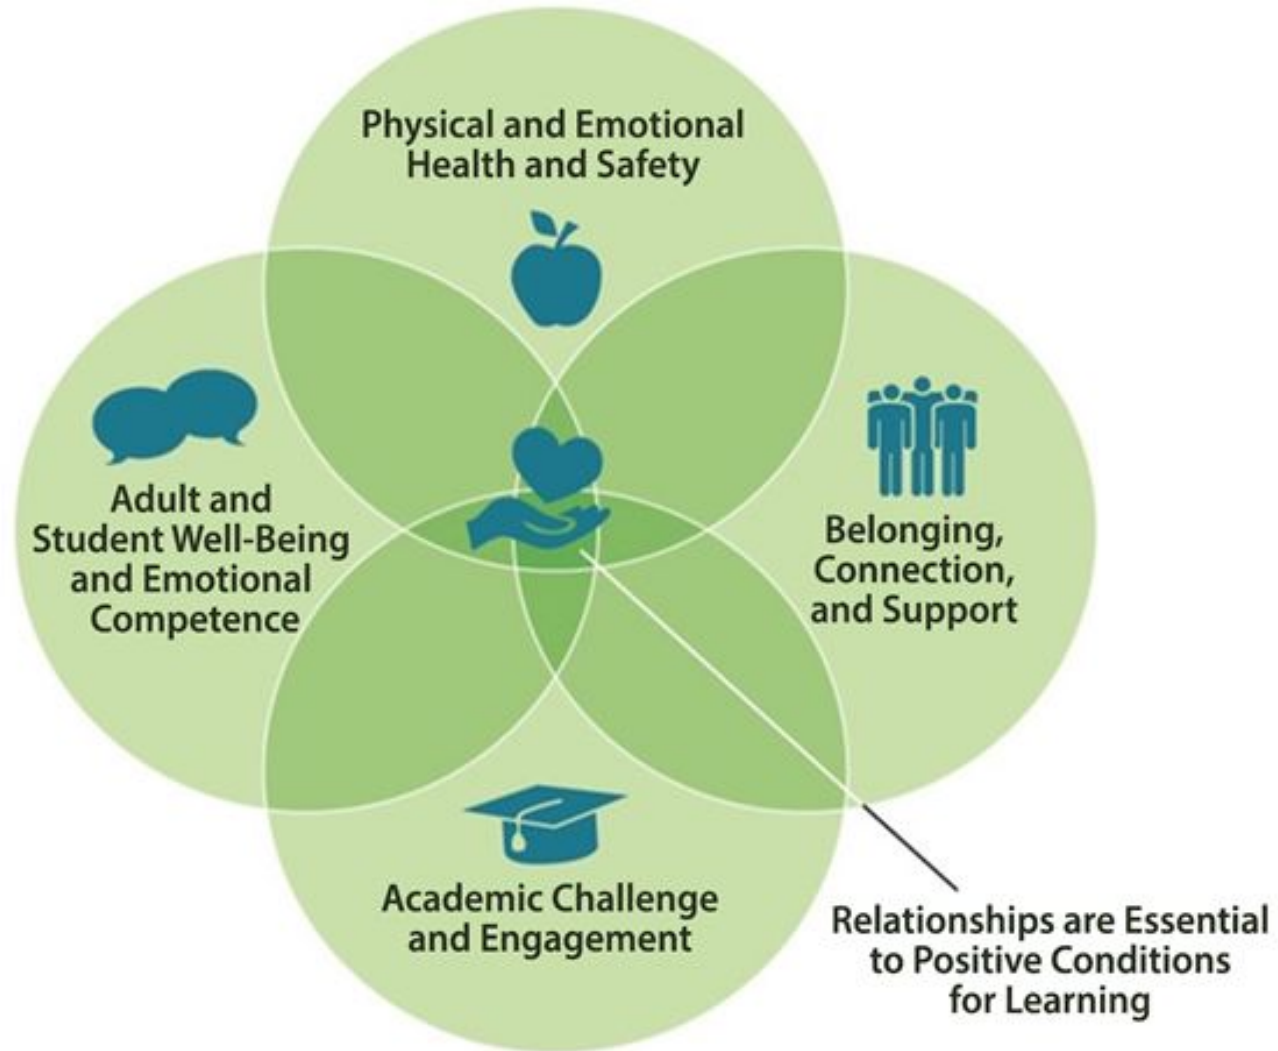 Physical and Emotional
Health and Safety
Adult and
Student Well-Being
and Emotional
Competence
Belonging,
Connection,
and Support
Academic Challenge
and Engagement
Relationships are Essential
to Positive Conditions
for Learning